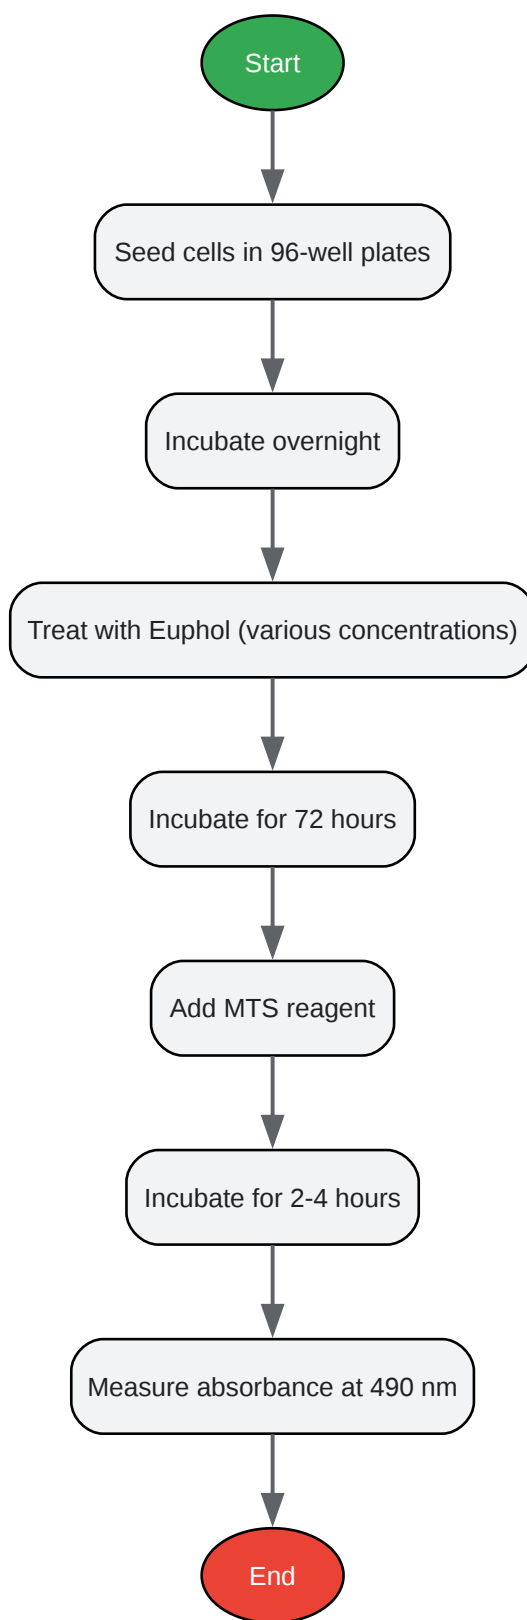 Start
Seed cells in 96-well plates
Incubate overnight
Treat with Euphol (various concentrations)
Incubate for 72 hours
Add MTS reagent
Incubate for 2-4 hours
Measure absorbance at 490 nm
End